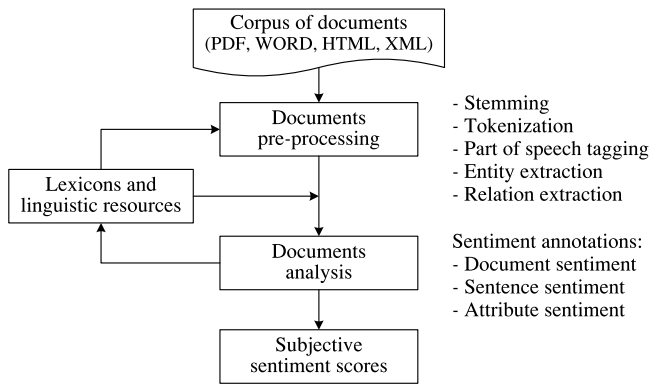 Corpus of documents
(PDF, WORD, HTML, XML)
Documents
pre-processing
- Stemming
- Tokenization
- Part of speech tagging
- Entity extraction
- Relation extraction
Lexicons and
linguistic resources
Documents
analysis
Sentiment annotations:
- Document sentiment
- Sentence sentiment
- Attribute sentiment
Subjective
sentiment scores